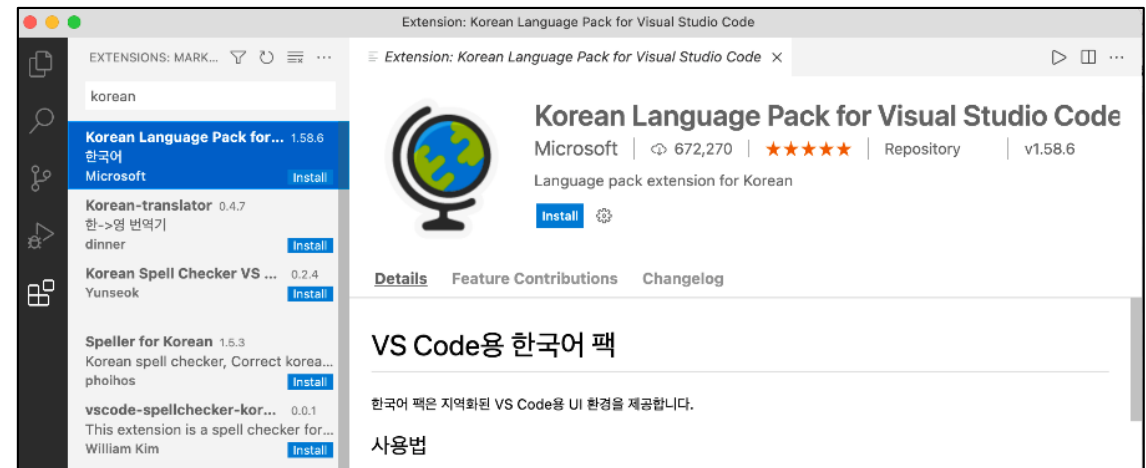 Extension: Korean Language Pack for Visual Studio Code
EXTENSIONS: MARK...
korean
Korean Language Pack for... 1.58.6
한국어
Microsoft Install
Korean-translator 0.4.7
한->영 번역기
dinner Install
Korean Spell Checker VS ... 0.2.4
Yunseok Install
Speller for Korean 1.5.3
Korean spell checker, Correct korea...
phoihos Install
vscode-spellchecker-kor... 0.0.1
This extension is a spell checker for...
William Kim Install
Extension: Korean Language Pack for Visual Studio Code
Korean Language Pack for Visual Studio Code
Microsoft 672,270 Repository v1.58.6
Language pack extension for Korean
Install
Details Feature Contributions Changelog
VS Code용 한국어 팩
한국어 팩은 지역화된 VS Code용 UI 환경을 제공합니다.
사용법